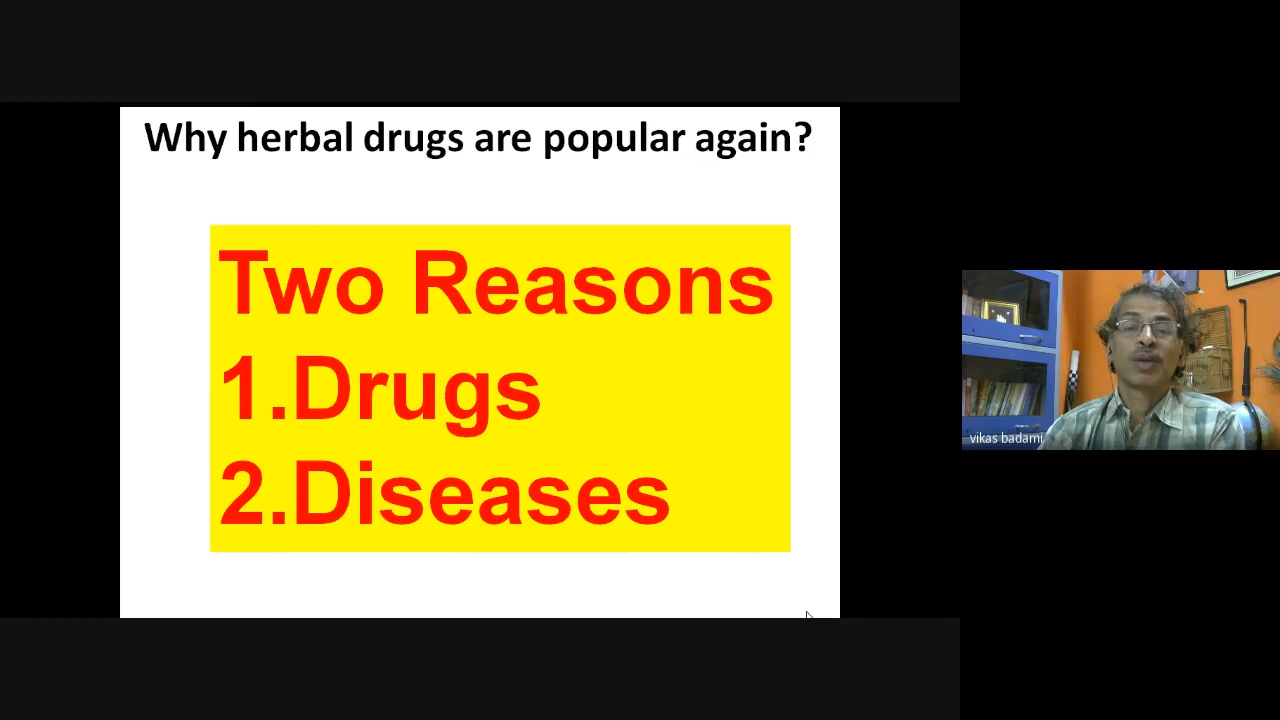 Why herbal drugs are popular again?
Two Reasons
1.Drugs
2.Diseases
vikas badami